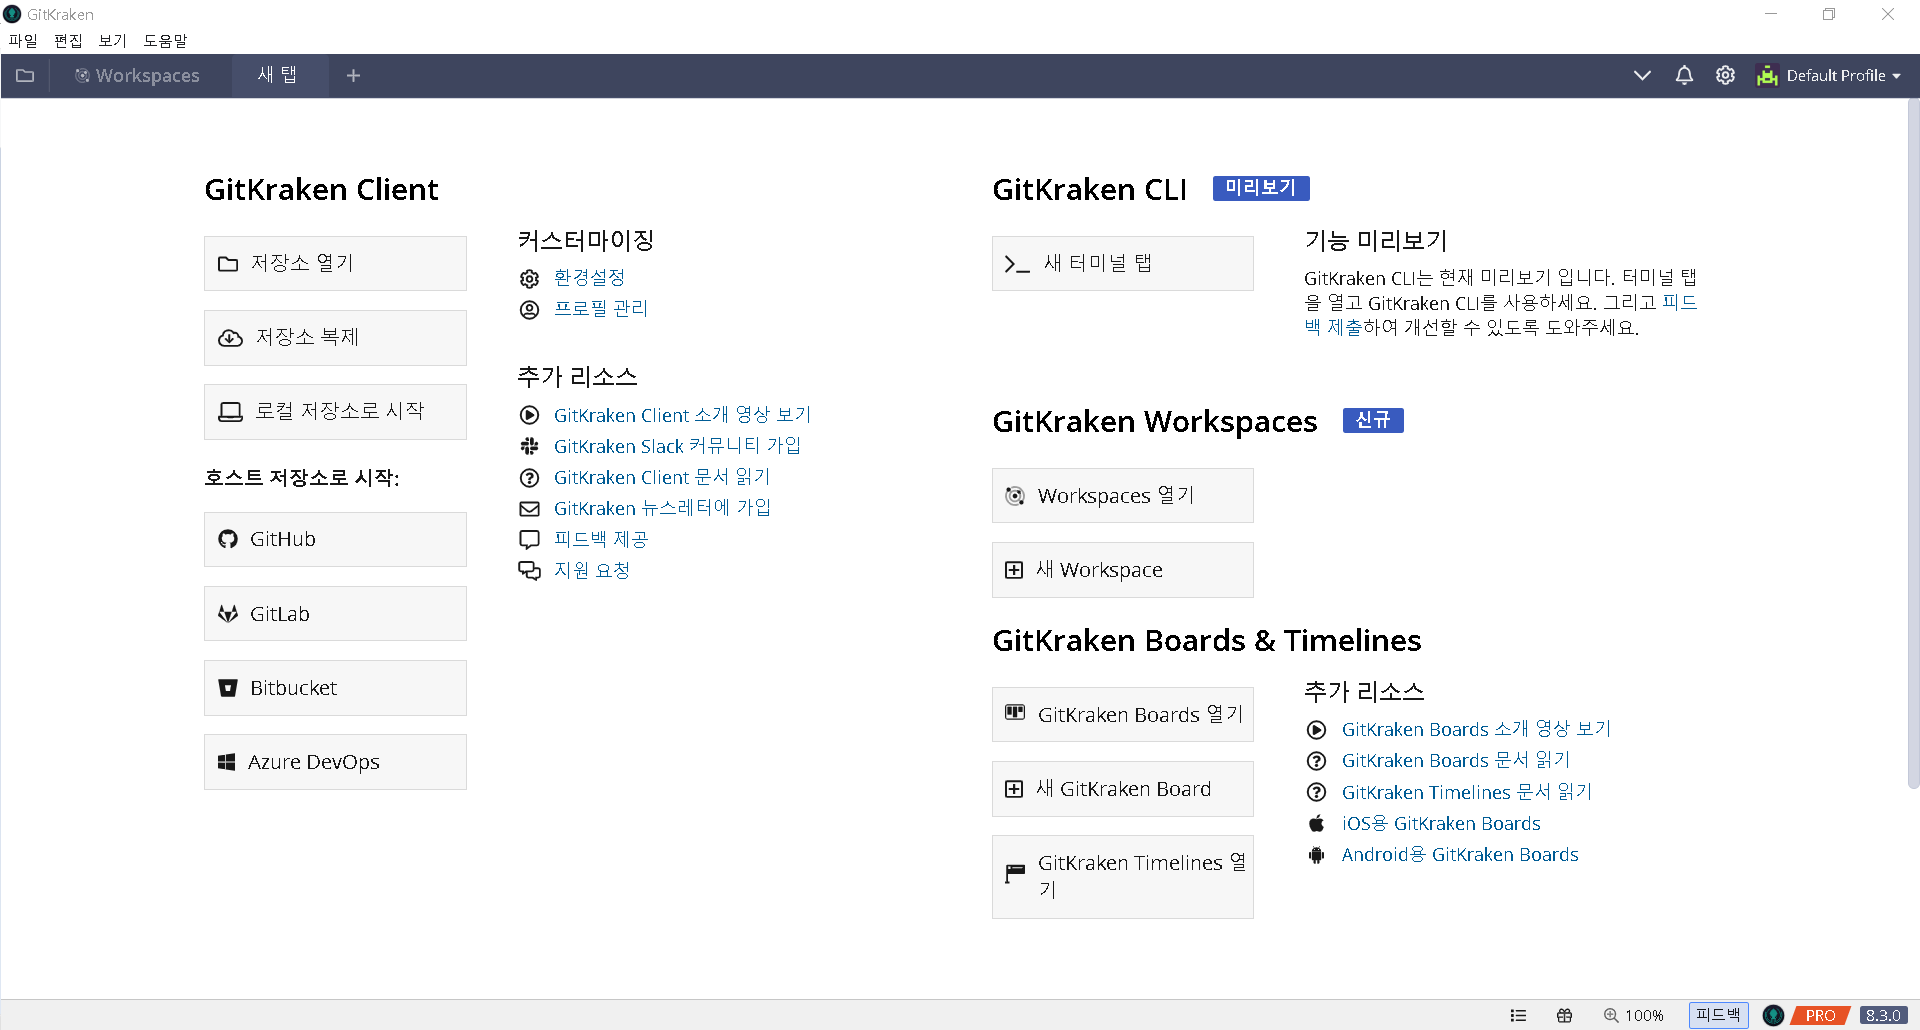 GitKraken
파일 편집 보기 도움말
Workspaces 새 탭 Default Profile
GitKraken Client
저장소 열기
저장소 복제
로컬 저장소로 시작
호스트 저장소로 시작:
GitHub
GitLab
Bitbucket
Azure DevOps
커스터마이징
환경설정
프로필 관리
추가 리소스
GitKraken Client 소개 영상 보기
GitKraken Slack 커뮤니티 가입
GitKraken Client 문서 읽기
GitKraken 뉴스레터에 가입
피드백 제공
지원 요청
GitKraken CLI 미리보기
새 터미널 탭
기능 미리보기
GitKraken CLI는 현재 미리보기 입니다. 터미널 탭
을 열고 GitKraken CLI를 사용하세요. 그리고 피드
백 제출하여 개선할 수 있도록 도와주세요.
GitKraken Workspaces 신규
Workspaces 열기
새 Workspace
GitKraken Boards & Timelines
GitKraken Boards 열기
새 GitKraken Board
GitKraken Timelines 열
기
추가 리소스
GitKraken Boards 소개 영상 보기
GitKraken Boards 문서 읽기
GitKraken Timelines 문서 읽기
iOS용 GitKraken Boards
Android용 GitKraken Boards
100% 피드백 PRO 8.3.0